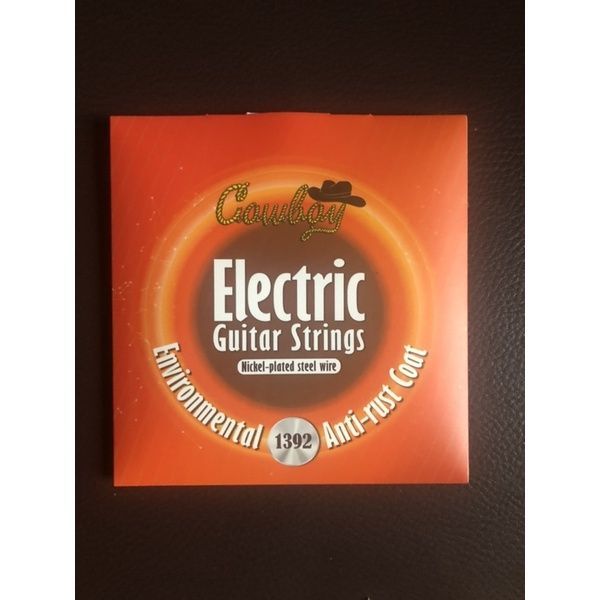 Cowboy
Electric
Guitar Strings
Nickel-plated steel wire
Environmental Anti-rust Coat
1392